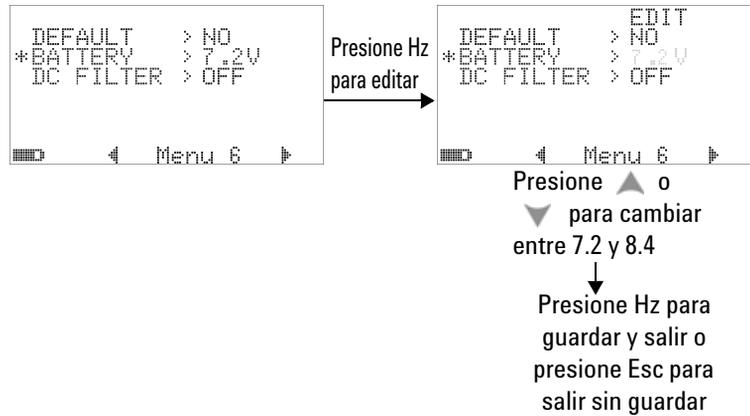 DEFAULT > NO
*BATTERY > 7.2V
DC FILTER > OFF
Menu 6
Presione Hz
para editar
EDIT
DEFAULT > NO
*BATTERY > 7.2V
DC FILTER > OFF
Menu 6
Presione o
para cambiar
entre 7.2 y 8.4
Presione Hz para
guardar y salir o
presione Esc para
salir sin guardar